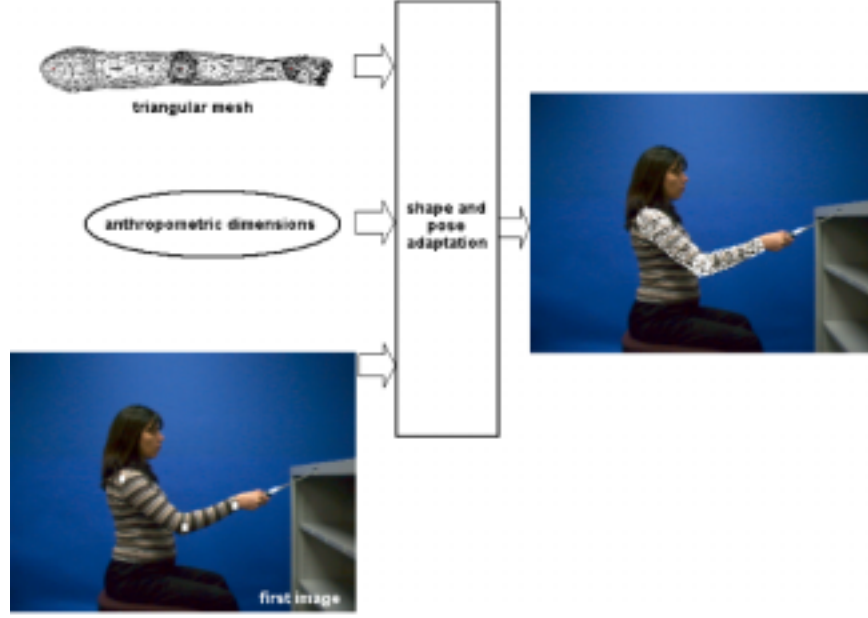 triangular mesh
anthropometric dimensions
shape and
pose
adaptation
first image